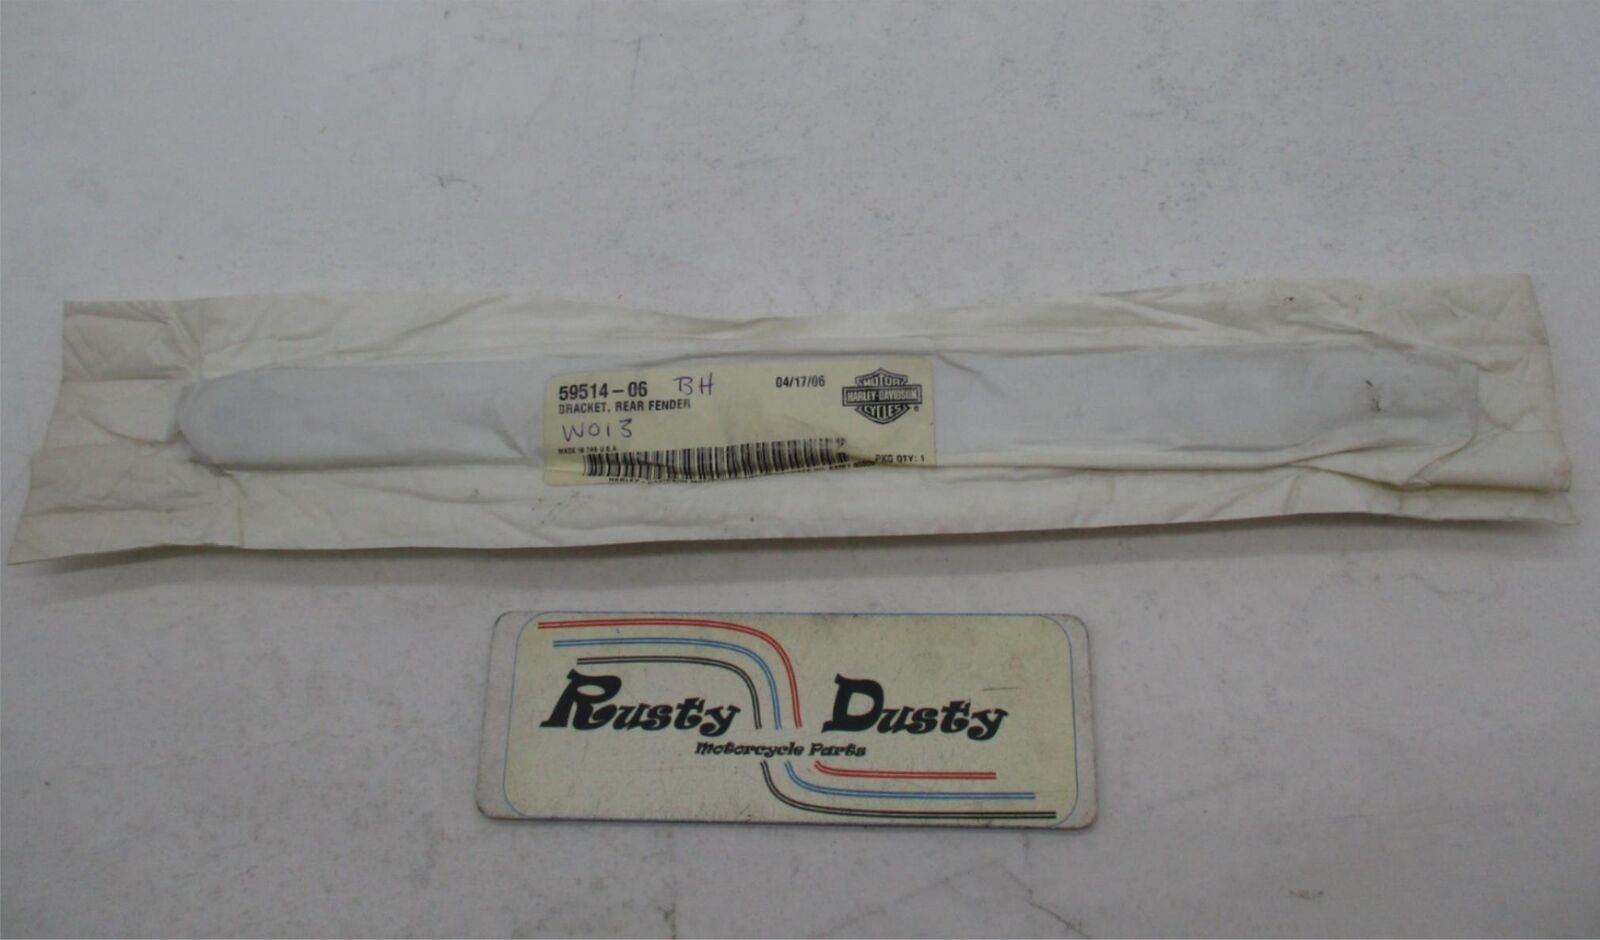 59514-06 BH 04/17/06
BRACKET, REAR FENDER
W013
MADE IN THE U.S.A.
PKG QTY: 1
MOTOR
HARLEY-DAVIDSON
CYCLES ®
Rusty Dusty
Motorcycle Parts